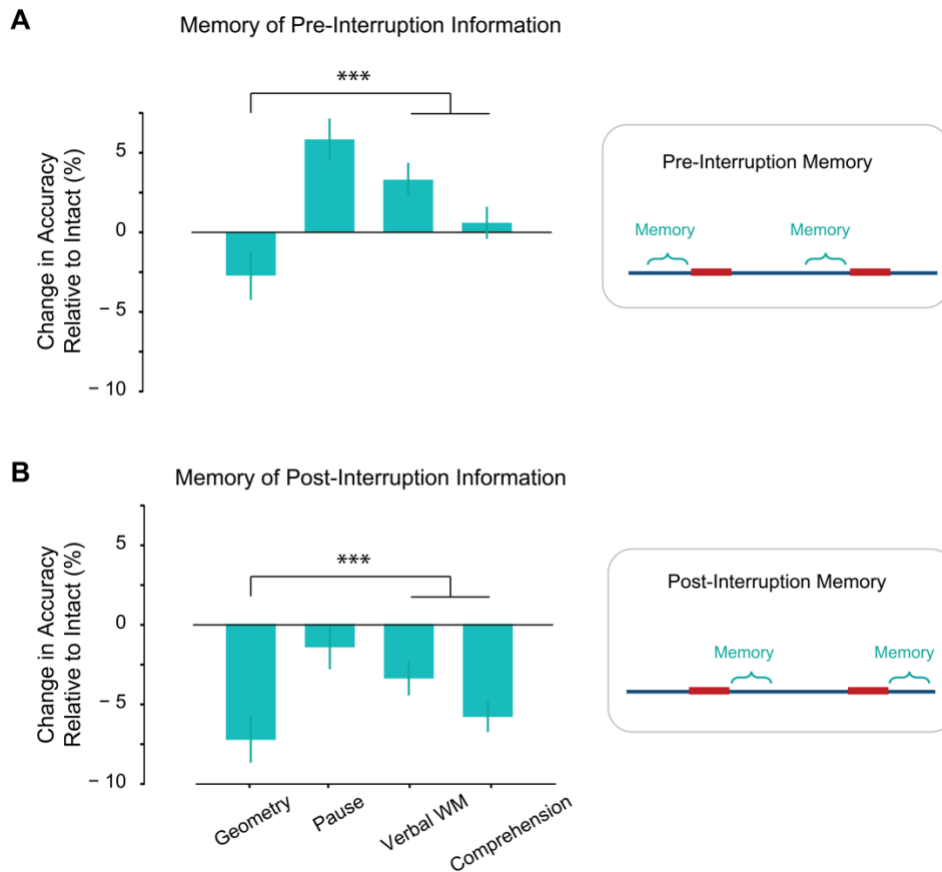 A
Memory of Pre-Interruption Information
***
Change in Accuracy
Relative to Intact (%)
5
0
− 5
− 10
Pre-Interruption Memory
Memory
Memory
B
Memory of Post-Interruption Information
***
Change in Accuracy
Relative to Intact (%)
5
0
− 5
− 10
Geometry
Pause
Verbal WM
Comprehension
Post-Interruption Memory
Memory
Memory